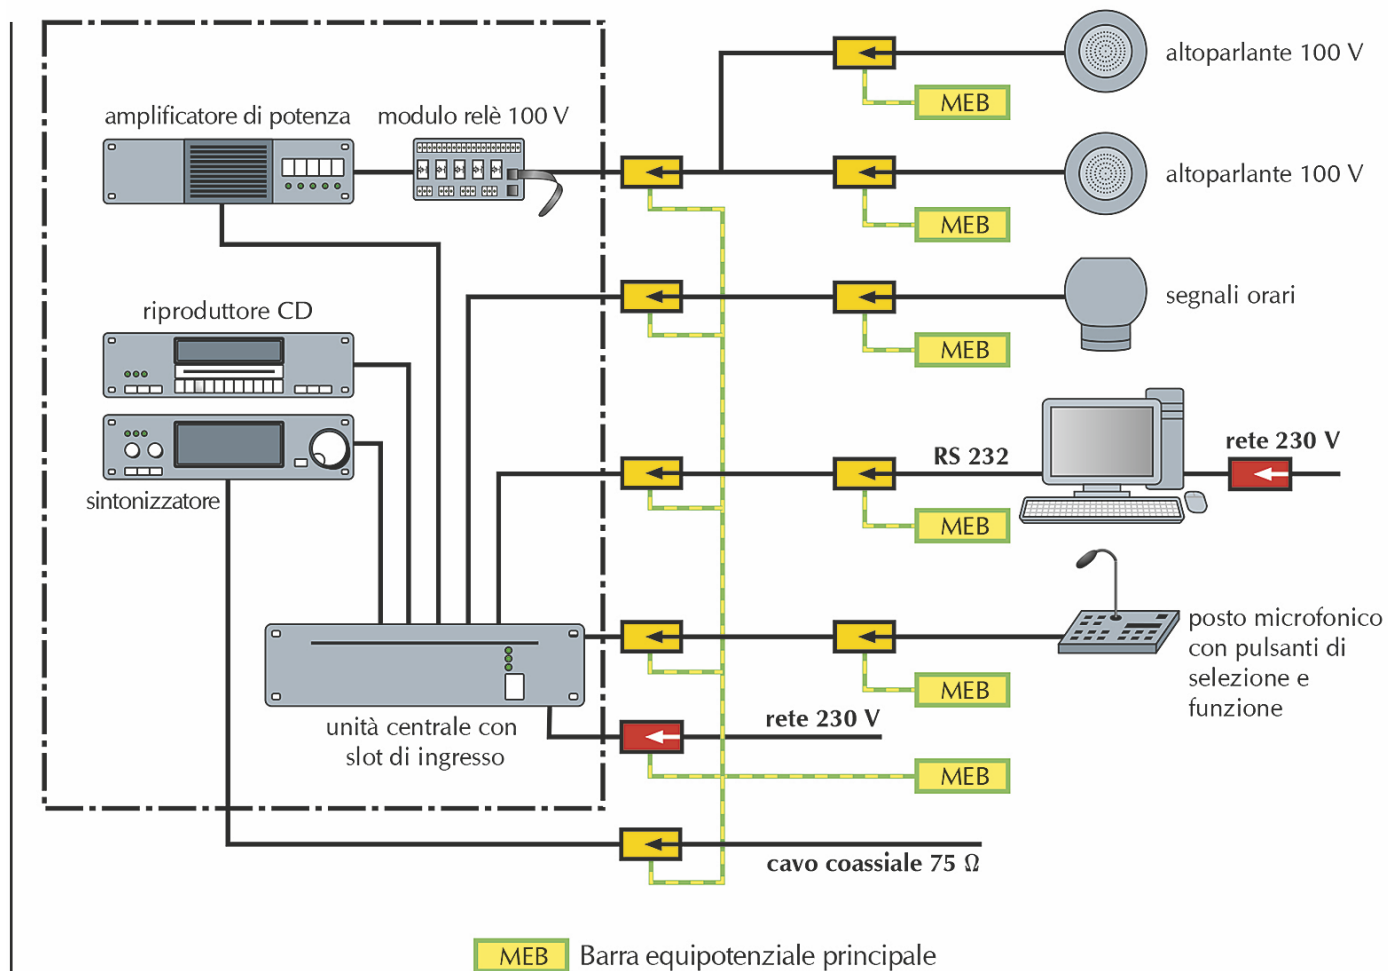 altoparlante 100 V
MEB
amplificatore di potenza
modulo relè 100 V
altoparlante 100 V
MEB
riproduttore CD
segnali orari
MEB
RS 232
rete 230 V
sintonizzatore
MEB
posto microfonico
con pulsanti di
selezione e
funzione
MEB
unità centrale con
slot di ingresso
rete 230 V
MEB
cavo coassiale 75 Ω
MEB Barra equipotenziale principale